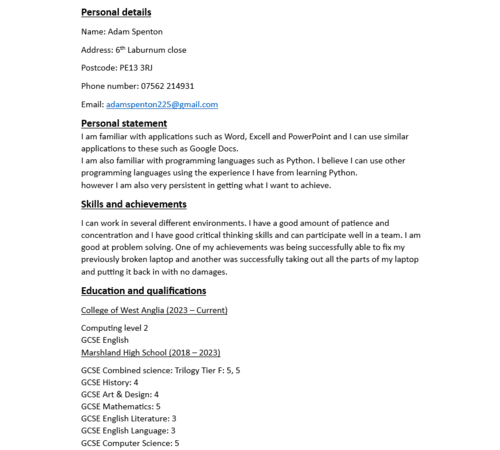 Personal details
Name: Adam Spenton
Address: 6th Laburnum close
Postcode: PE13 3RJ
Phone number: 07562 214931
Email: adamspenton225@gmail.com
Personal statement
I am familiar with applications such as Word, Excell and PowerPoint and I can use similar
applications to these such as Google Docs.
I am also familiar with programming languages such as Python. I believe I can use other
programming languages using the experience I have from learning Python.
however I am also very persistent in getting what I want to achieve.
Skills and achievements
I can work in several different environments. I have a good amount of patience and
concentration and I have good critical thinking skills and can participate well in a team. I am
good at problem solving. One of my achievements was being successfully able to fix my
previously broken laptop and another was successfully taking out all the parts of my laptop
and putting it back in with no damages.
Education and qualifications
College of West Anglia (2023 – Current)
Computing level 2
GCSE English
Marshland High School (2018 – 2023)
GCSE Combined science: Trilogy Tier F: 5, 5
GCSE History: 4
GCSE Art & Design: 4
GCSE Mathematics: 5
GCSE English Literature: 3
GCSE English Language: 3
GCSE Computer Science: 5